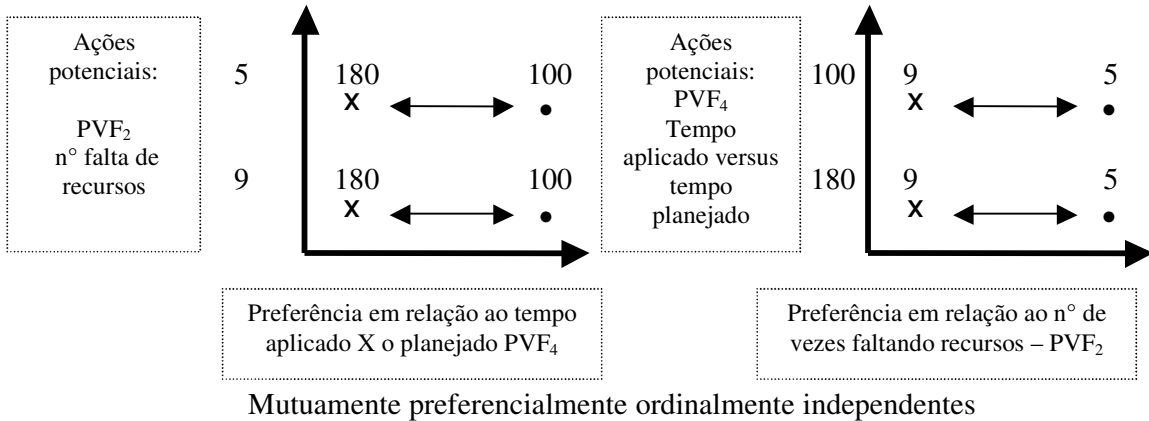 Ações
potenciais:
PVF₂
n° falta de
recursos
5 180 100
X •
9 180 100
X •
Preferência em relação ao tempo
aplicado X o planejado PVF₄
Ações
potenciais:
PVF₄
Tempo
aplicado versus
tempo
planejado
100 9 5
X •
180 9 5
X •
Preferência em relação ao n° de
vezes faltando recursos – PVF₂
Mutuamente preferencialmente ordinalmente independentes